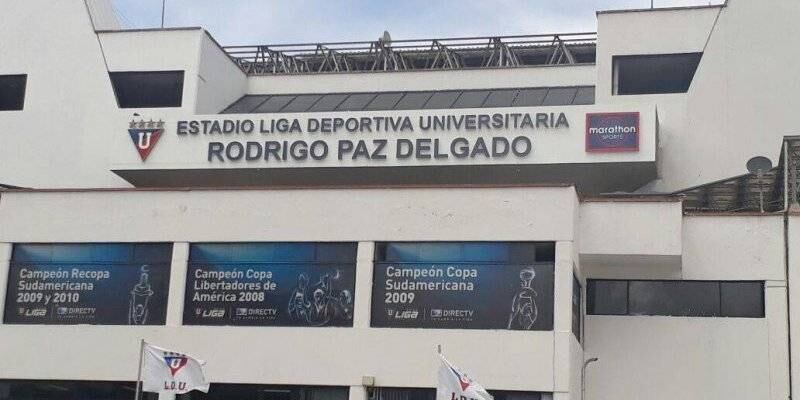 U
ESTADIO LIGA DEPORTIVA UNIVERSITARIA
RODRIGO PAZ DELGADO
marathon
SPORTS
Campeón Recopa
Sudamericana
2009 y 2010
LIGA DIRECTV
Campeón Copa
Libertadores de
América 2008
LIGA DIRECTV
Campeón Copa
Sudamericana
2009
LIGA DIRECTV
U
L.D.U.
L.D.U.